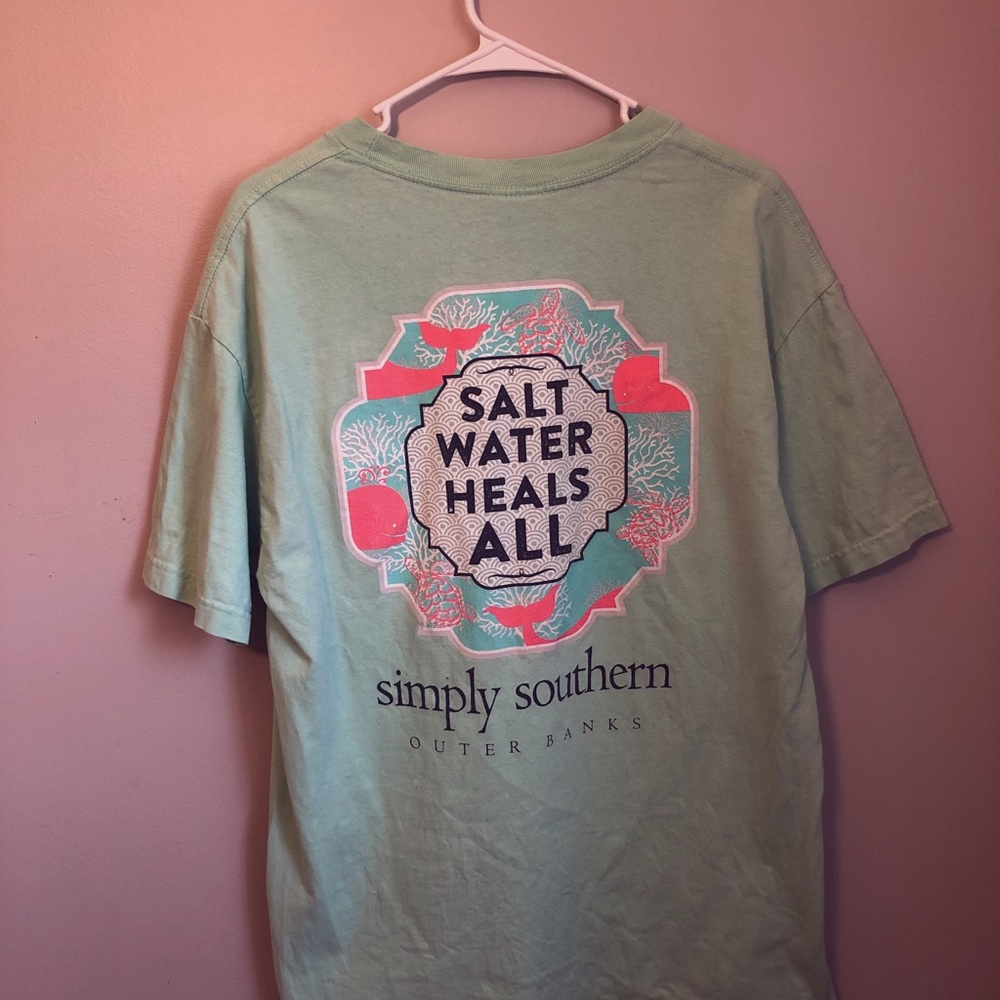 SALT
WATER
HEALS
ALL
simply southern
OUTER BANKS